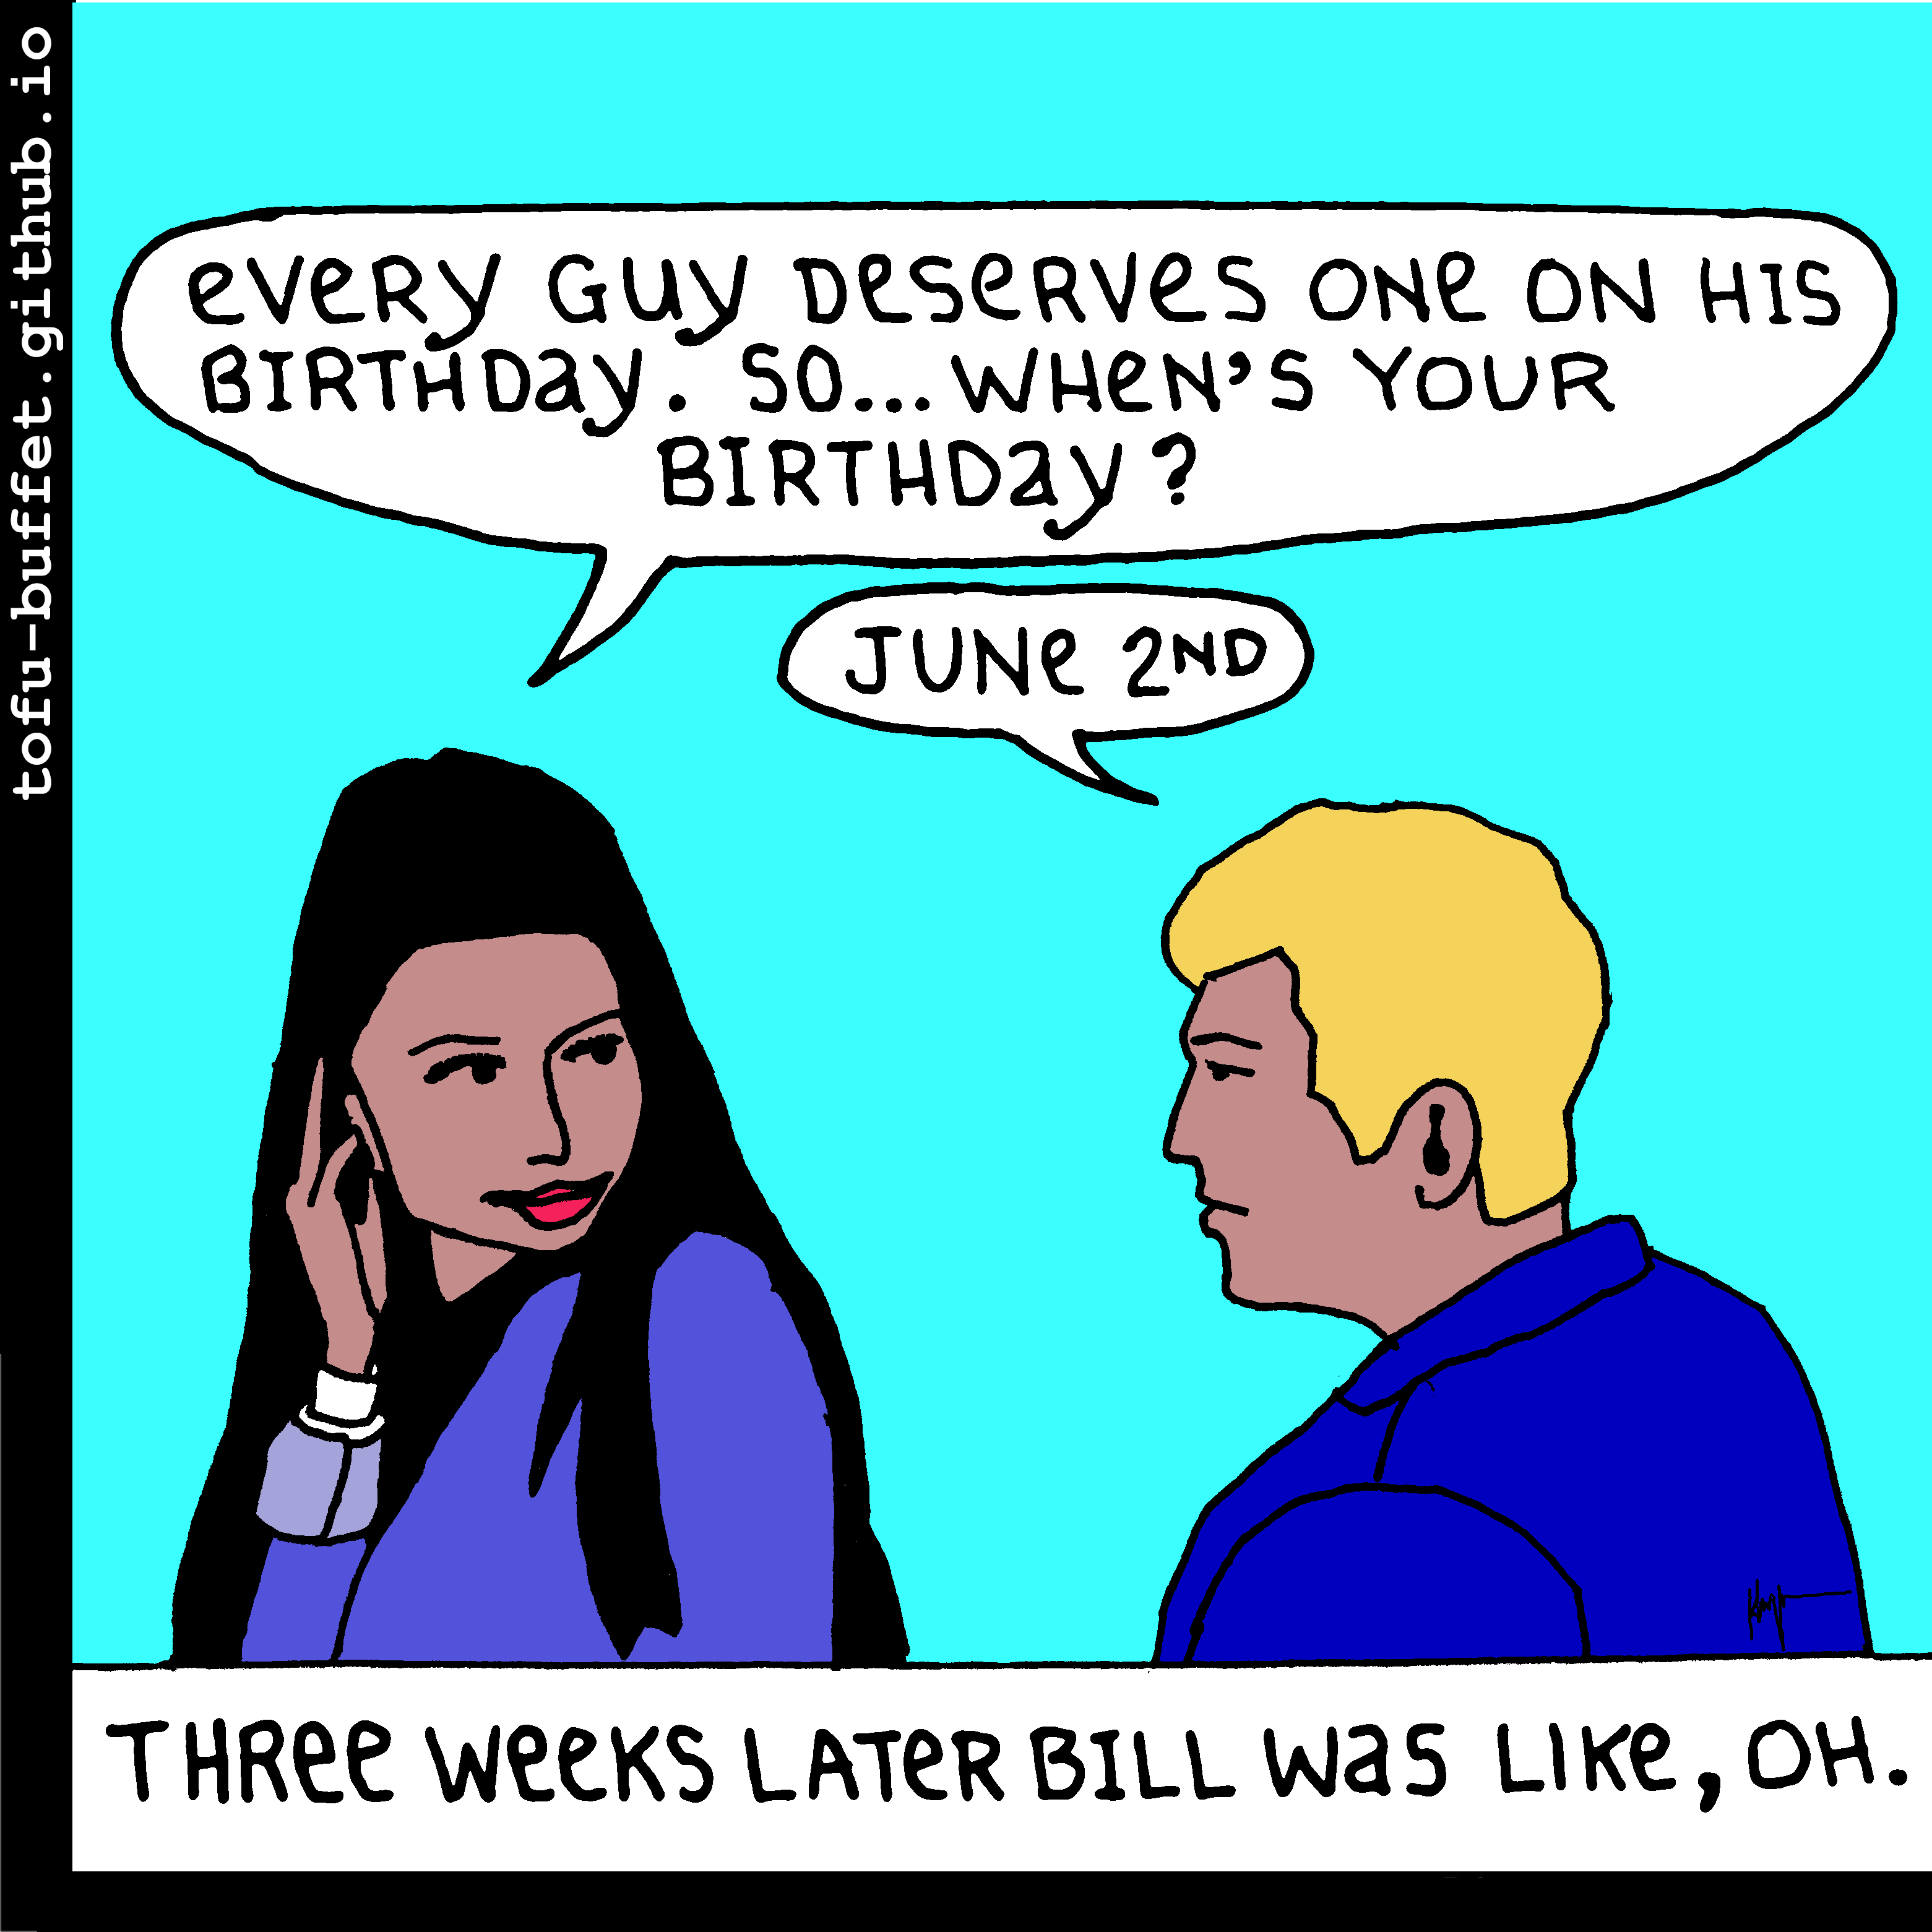 tofu-buffet.github.io
EVERY GUY DESERVES ONE ON HIS
BIRTHDAY. SO... WHEN'S YOUR
BIRTHDAY?
JUNE 2ND
THREE WEEKS LATER BILL WAS LIKE, OH.